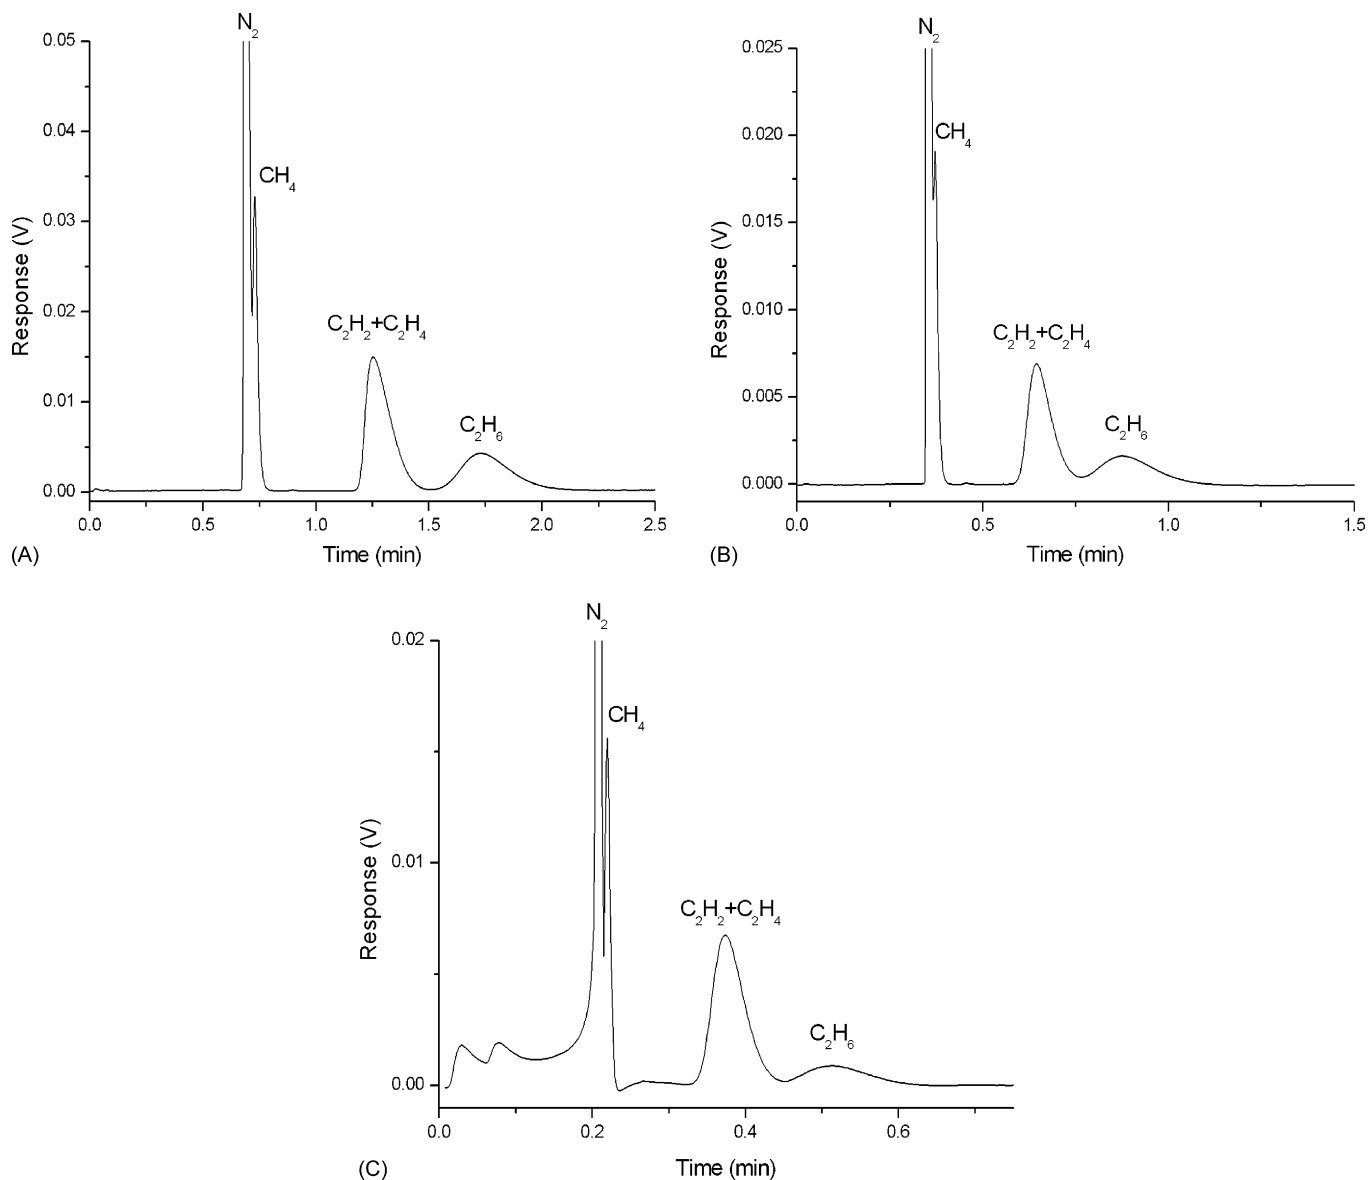 N₂
0.05
0.04
0.03
0.02
0.01
0.00
Response (V)
CH₄
C₂H₂+C₂H₄
C₂H₆
0.0 0.5 1.0 1.5 2.0 2.5
Time (min)
(A)
N₂
0.025
0.020
0.015
0.010
0.005
0.000
Response (V)
CH₄
C₂H₂+C₂H₄
C₂H₆
0.0 0.5 1.0 1.5
Time (min)
(B)
N₂
0.02
0.01
0.00
Response (V)
CH₄
C₂H₂+C₂H₄
C₂H₆
0.0 0.2 0.4 0.6
Time (min)
(C)